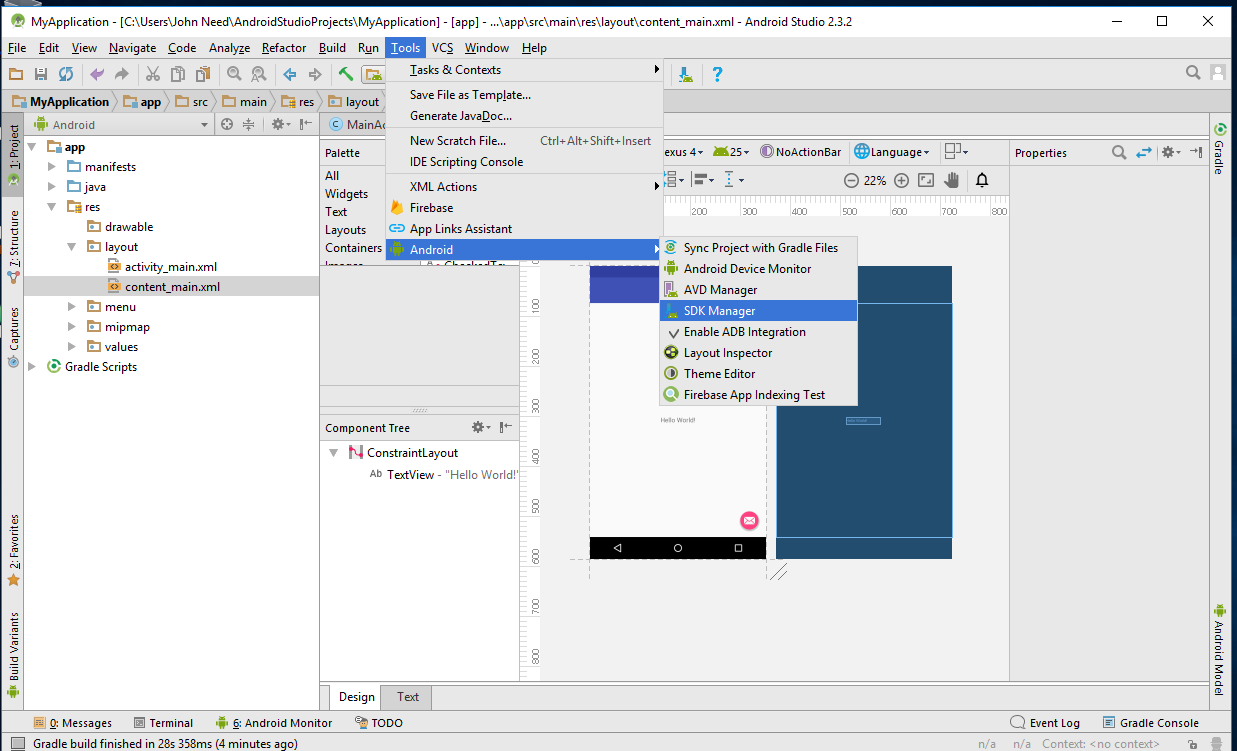 MyApplication - [C:\Users\John Need\AndroidStudioProjects\MyApplication] - [app] - ...\app\src\main\res\layout\content_main.xml - Android Studio 2.3.2
File Edit View Navigate Code Analyze Refactor Build Run Tools VCS Window Help
MyApplication app src main res layout
1: Project
7: Structure
Captures
2: Favorites
Build Variants
Android
app
manifests
java
res
drawable
layout
activity_main.xml
content_main.xml
menu
mipmap
values
Gradle Scripts
Tasks & Contexts
Save File as Template...
Generate JavaDoc...
New Scratch File... Ctrl+Alt+Shift+Insert
IDE Scripting Console
XML Actions
Firebase
App Links Assistant
Android
Sync Project with Gradle Files
Android Device Monitor
AVD Manager
SDK Manager
Enable ADB Integration
Layout Inspector
Theme Editor
Firebase App Indexing Test
Palette
All
Widgets
Text
Layouts
Containers
exus 4 25 NoActionBar Language
22%
200 300 400 500 600 700 800
0
100
200
300
400
500
600
700
800
Hello World!
Component Tree
ConstraintLayout
Ab TextView - "Hello World!"
Properties
Gradle
Android Model
Design Text
0: Messages Terminal 6: Android Monitor TODO Event Log Gradle Console
Gradle build finished in 28s 358ms (4 minutes ago) n/a n/a Context: <no context>